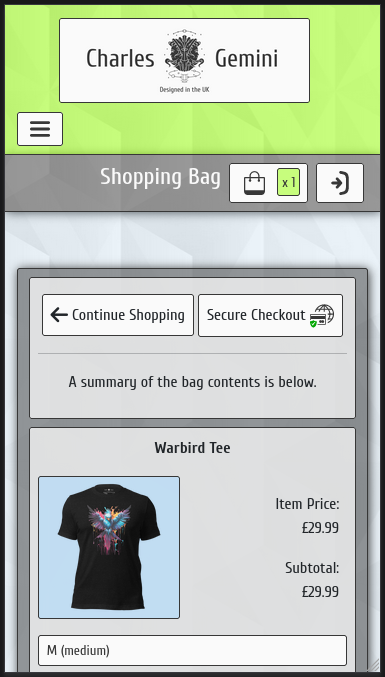 Charles Gemini
Designed in the UK
Shopping Bag x 1
Continue Shopping Secure Checkout
A summary of the bag contents is below.
Warbird Tee
Item Price:
£29.99
Subtotal:
£29.99
M (medium)